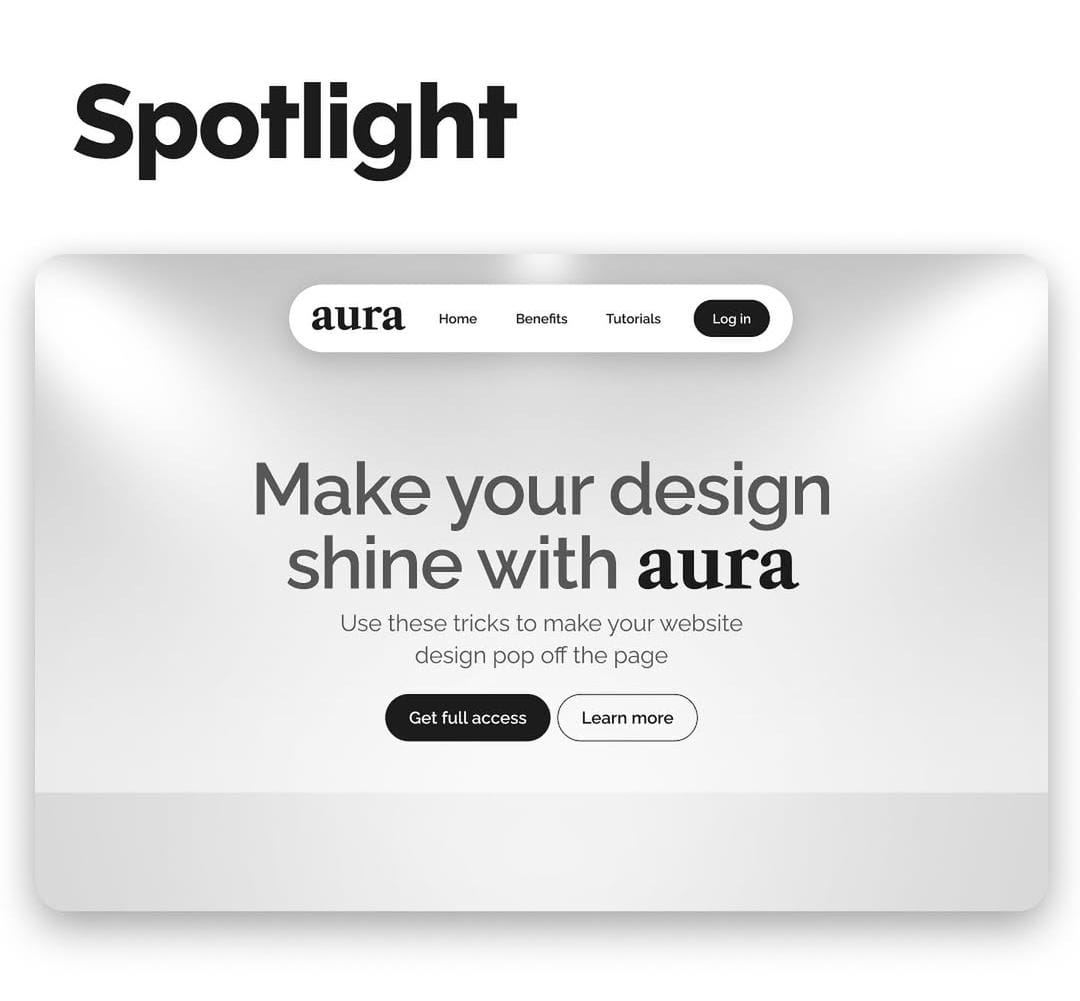 Spotlight
aura Home Benefits Tutorials Log in
Make your design
shine with aura
Use these tricks to make your website
design pop off the page
Get full access Learn more